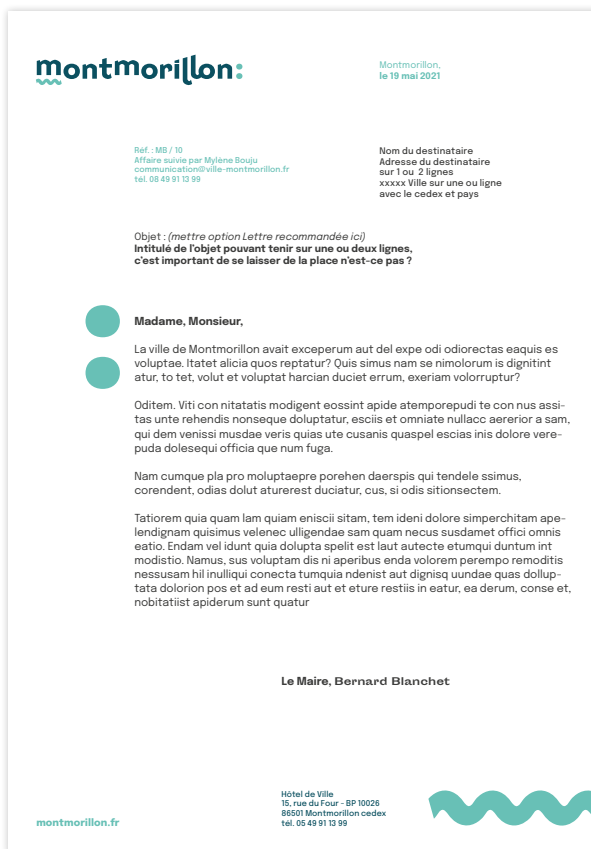 montmorillon:
Montmorillon,
le 19 mai 2021
Réf. : MB / 10
Affaire suivie par Mylène Bouju
communication@ville-montmorillon.fr
tél. 08 49 91 13 99
Nom du destinataire
Adresse du destinataire
sur 1 ou 2 lignes
xxxxx Ville sur une ou ligne
avec le cedex et pays
Objet : (mettre option Lettre recommandée ici)
Intitulé de l'objet pouvant tenir sur une ou deux lignes,
c'est important de se laisser de la place n'est-ce pas ?
Madame, Monsieur,
La ville de Montmorillon avait exceperum aut del expe odi odiorectas eaquis es
voluptae. Itatet alicia quos reptatur? Quis simus nam se nimolorum is dignitint
atur, to tet, volut et voluptat harcian duciet errum, exeriam volorruptur?
Oditem. Viti con nitatatis modigent eossint apide atemporepudi te con nus assi-
tas unte rehendis nonseque doluptatur, esciis et omniate nullacc aererior a sam,
qui dem venissi musdae veris quias ute cusanis quaspel escias inis dolore vere-
puda dolesequi officia que num fuga.
Nam cumque pla pro moluptaepre porehen daerspis qui tendele ssimus,
corendent, odias dolut aturerest duciatur, cus, si odis sitionsectem.
Tatiorem quia quam lam quiam eniscii sitam, tem ideni dolore simperchitam ape-
lendignam quisimus velenec ulligendae sam quam necus susdamet offici omnis
eatio. Endam vel idunt quia dolupta spelit est laut autecte etumqui duntum int
modistio. Namus, sus voluptam dis ni aperibus enda volorem perempo remoditis
nessusam hil inulliqui conecta tumquia ndenist aut dignisq uundae quas dollup-
tata dolorion pos et ad eum resti aut et eture restiis in eatur, ea derum, conse et,
nobitatiist apiderum sunt quatur
Le Maire, Bernard Blanchet
Hôtel de Ville
15, rue du Four - BP 10026
86501 Montmorillon cedex
tél. 05 49 91 13 99
montmorillon.fr